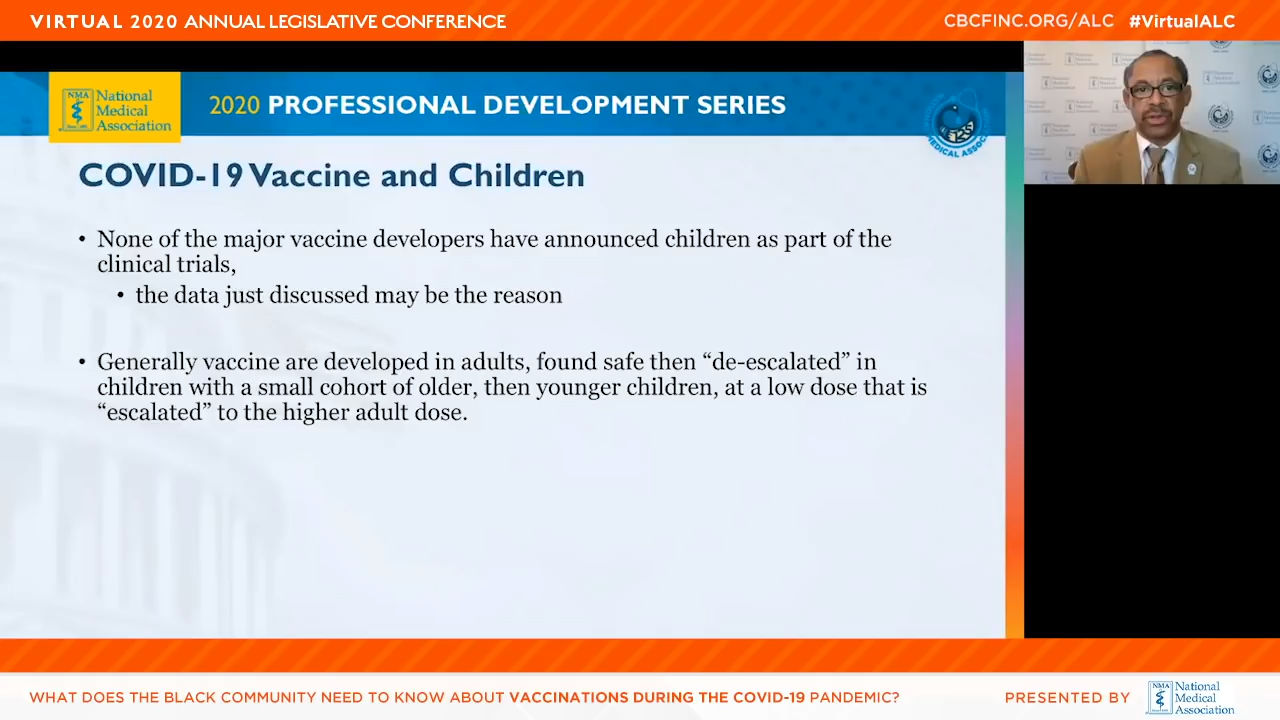 VIRTUAL 2020 ANNUAL LEGISLATIVE CONFERENCE
CBCFINC.ORG/ALC #VirtualALC
NMA
National
Medical
Association
2020 PROFESSIONAL DEVELOPMENT SERIES
COVID-19 Vaccine and Children
• None of the major vaccine developers have announced children as part of the
clinical trials,
• the data just discussed may be the reason
• Generally vaccine are developed in adults, found safe then “de-escalated” in
children with a small cohort of older, then younger children, at a low dose that is
“escalated” to the higher adult dose.
WHAT DOES THE BLACK COMMUNITY NEED TO KNOW ABOUT VACCINATIONS DURING THE COVID-19 PANDEMIC?
PRESENTED BY
NMA
National
Medical
Association